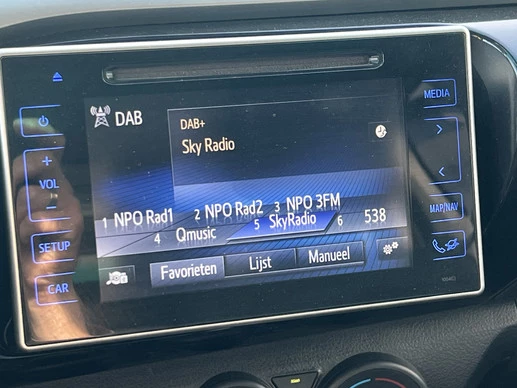 MEDIA
DAB
DAB+
Sky Radio
+
VOL
-
1 NPO Rad1 2 NPO Rad2 3 NPO 3FM
4 Qmusic 5 SkyRadio 6 538
MAP/NAV
SETUP
CAR
Favorieten Lijst Manueel